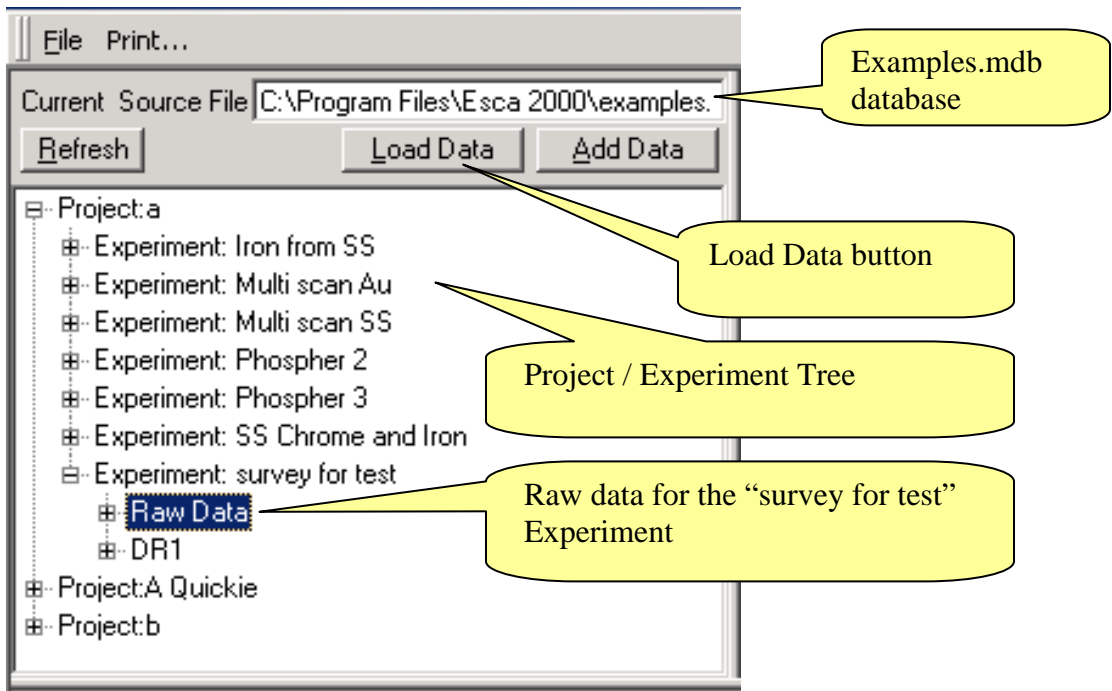 File Print...
Examples.mdb
database
Current Source File C:\Program Files\Esca 2000\examples.
Refresh Load Data Add Data
Project:a
Experiment: Iron from SS
Experiment: Multi scan Au
Experiment: Multi scan SS
Experiment: Phospher 2
Experiment: Phospher 3
Experiment: SS Chrome and Iron
Experiment: survey for test
Raw Data
DR1
Project:A Quickie
Project:b
Load Data button
Project / Experiment Tree
Raw data for the “survey for test”
Experiment